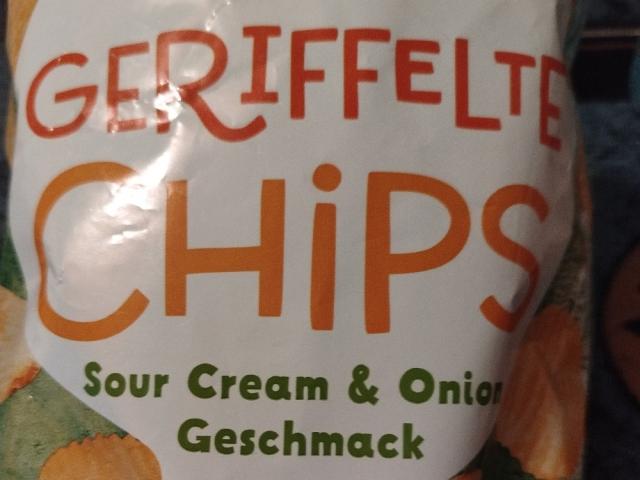 GERIFFELTE
CHiPS
Sour Cream & Onion
Geschmack